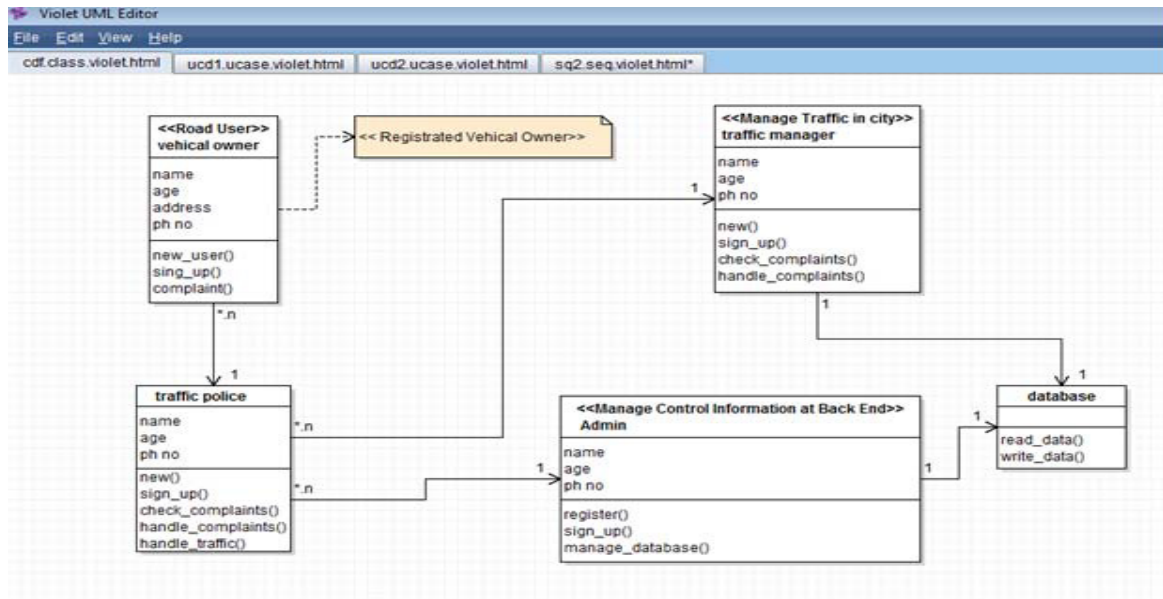 Violet UML Editor
File Edit View Help
cdf.class.violet.html ucd1.ucase.violet.html ucd2.ucase.violet.html sq2.seq.violet.html*
<<Road User>>
vehical owner
name
age
address
ph no
new_user()
sing_up()
complaint()
<< Registrated Vehical Owner>>
<<Manage Traffic in city>>
traffic manager
name
age
ph no
new()
sign_up()
check_complaints()
handle_complaints()
1
1
*.n
1
traffic police
name
age
ph no
new()
sign_up()
check_complaints()
handle_complaints()
handle_traffic()
*.n
*.n
1
<<Manage Control Information at Back End>>
Admin
name
age
ph no
register()
sign_up()
manage_database()
1
1
1
database
read_data()
write_data()